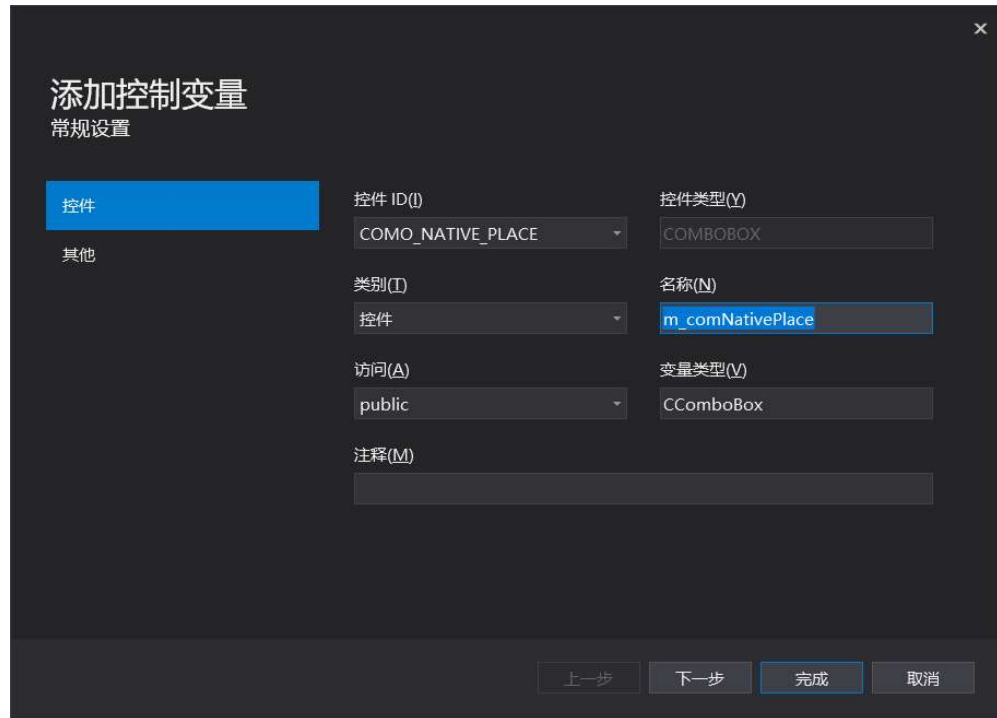 ×
添加控制变量
常规设置
控件
其他
控件 ID(I)
控件类型(Y)
COMO_NATIVE_PLACE
COMBOBOX
类别(T)
名称(N)
控件
m_comNativePlace
访问(A)
变量类型(V)
public
CComboBox
注释(M)
上一步
下一步
完成
取消